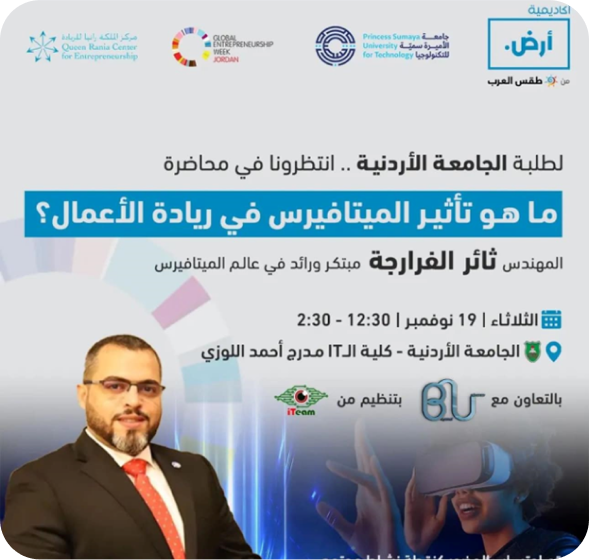 أكاديمية
أرض.
من طقس العرب
Princess Sumaya University for Technology
جامعة الأميرة سميّة للتكنولوجيا
GLOBAL
ENTREPRENEURSHIP
WEEK
JORDAN
مركز الملكة رانيا للريادة
Queen Rania Center
for Entrepreneurship
لطلبة الجامعة الأردنية .. انتظرونا في محاضرة
ما هو تأثير الميتافيرس في ريادة الأعمال؟
المهندس ثائر الغرارجة مبتكر ورائد في عالم الميتافيرس
الثلاثاء | 19 نوفمبر | 12:30 - 2:30
الجامعة الأردنية - كلية الـIT مدرج أحمد اللوزي
بالتعاون مع
بتنظيم من iTeam